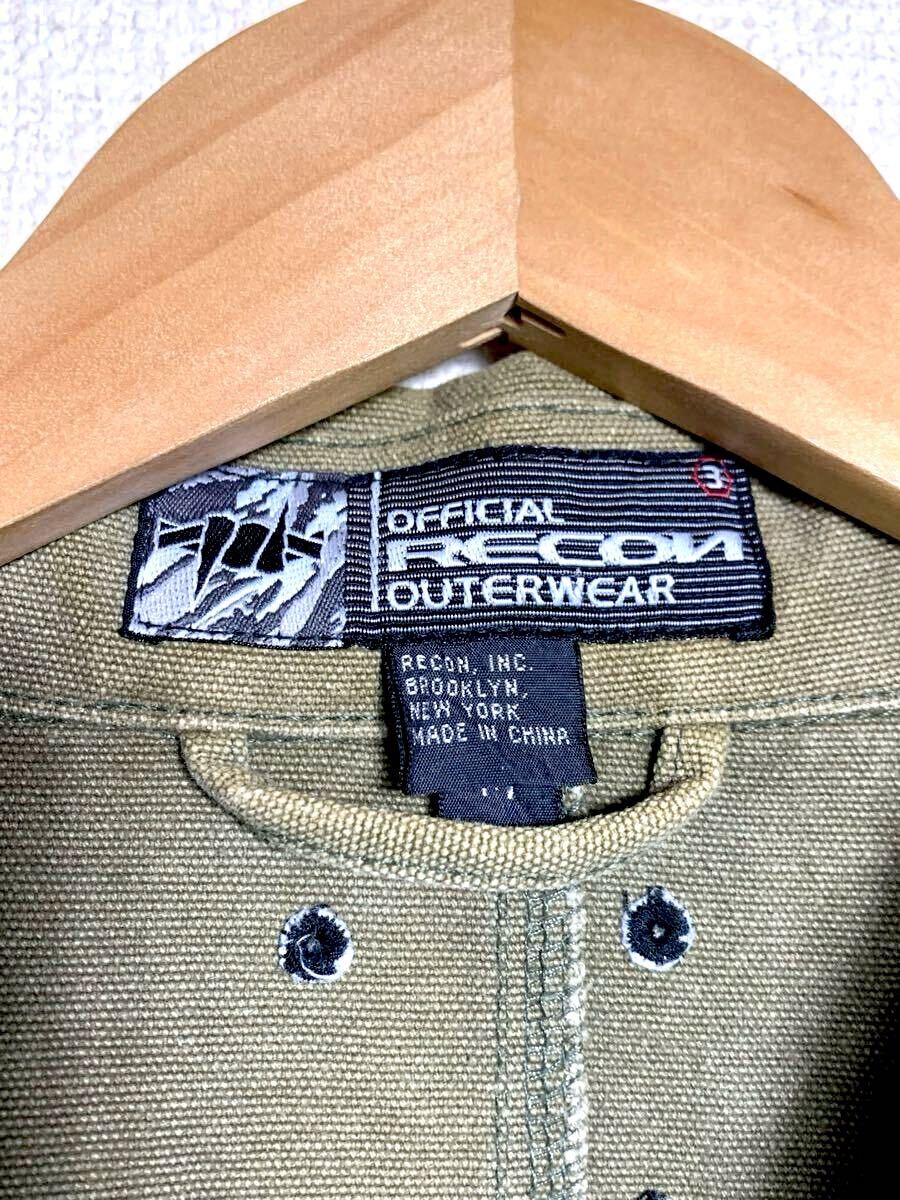 3
OFFICIAL
RECON
OUTERWEAR
RECON, INC.
BROOKLYN,
NEW YORK
MADE IN CHINA